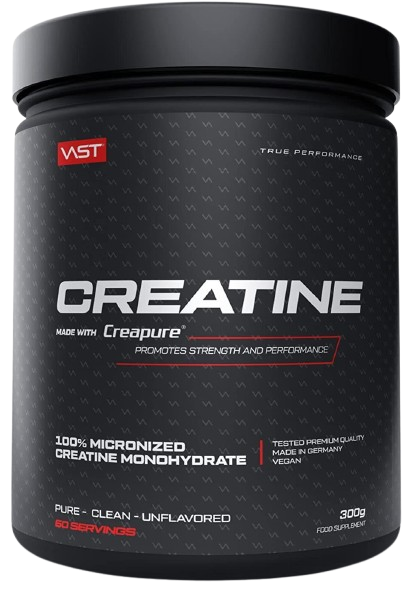 VAST
TRUE PERFORMANCE
CREATINE
MADE WITH Creapure®
PROMOTES STRENGTH AND PERFORMANCE
100% MICRONIZED
CREATINE MONOHYDRATE
TESTED PREMIUM QUALITY
MADE IN GERMANY
VEGAN
PURE - CLEAN - UNFLAVORED
60 SERVINGS
300g
FOOD SUPPLEMENT